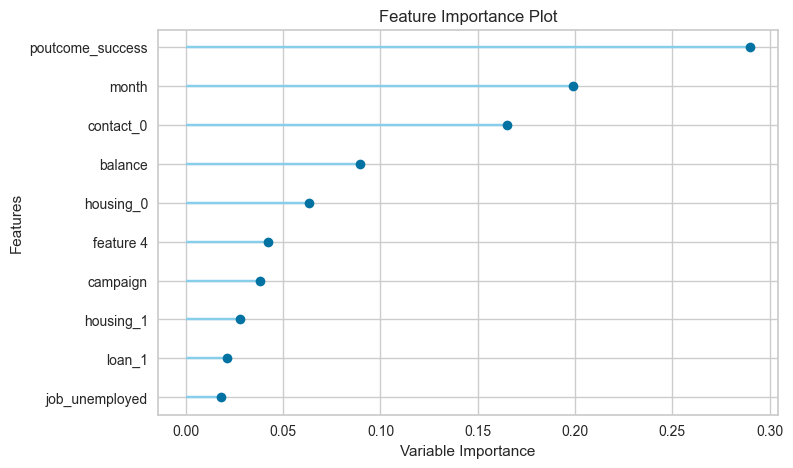 Feature Importance Plot
poutcome_success
month
contact_0
balance
housing_0
feature 4
campaign
housing_1
loan_1
job_unemployed
Features
0.00 0.05 0.10 0.15 0.20 0.25 0.30
Variable Importance